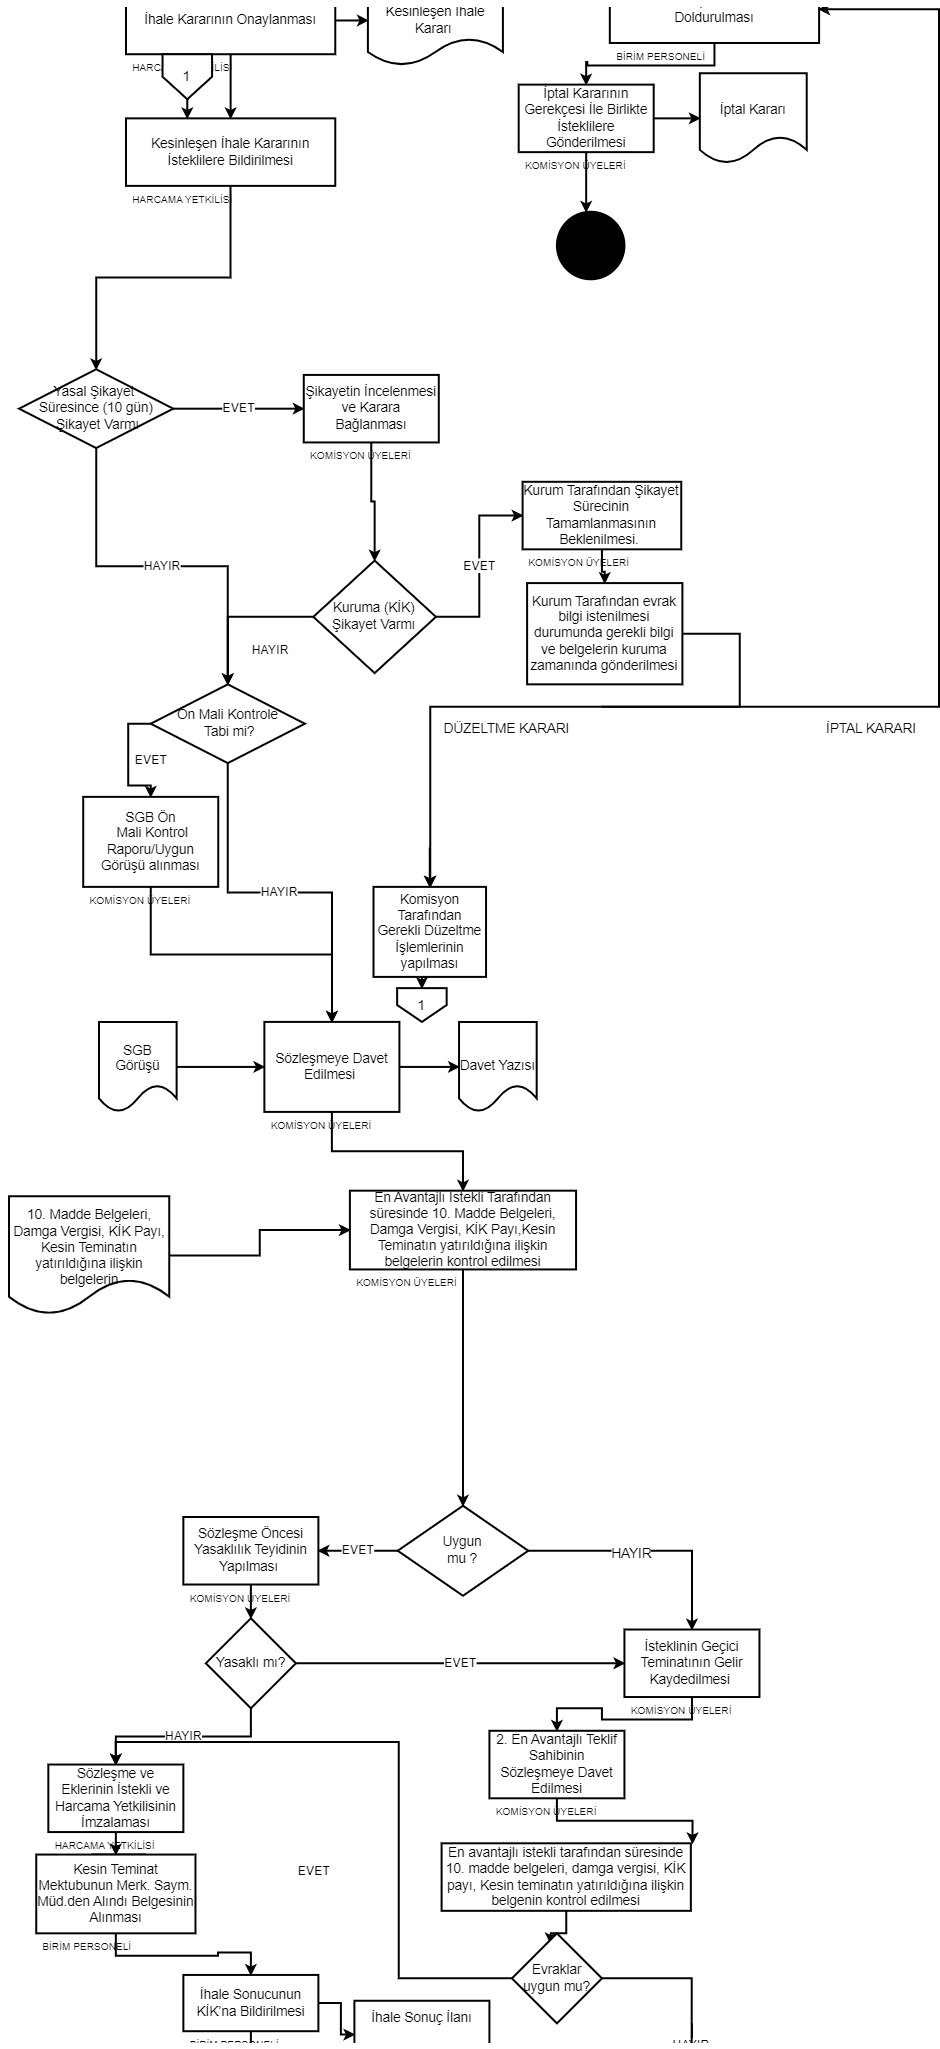 İhale Kararının Onaylanması
Kesinleşen İhale
Kararı
Doldurulması
BİRİM PERSONELİ
1
İptal Kararının
Gerekçesi İle Birlikte
İsteklilere
Gönderilmesi
İptal Kararı
KOMİSYON ÜYELERİ
Kesinleşen İhale Kararının
İsteklilere Bildirilmesi
HARCAMA YETKİLİSİ
Yasal Şikayet
Süresince (10 gün)
Şikayet Varmı
EVET
Şikayetin İncelenmesi
ve Karara
Bağlanması
KOMİSYON ÜYELERİ
Kurum Tarafından Şikayet
Sürecinin
Tamamlanmasının
Beklenilmesi.
KOMİSYON ÜYELERİ
HAYIR
EVET
Kuruma (KİK)
Şikayet Varmı
HAYIR
Kurum Tarafından evrak
bilgi istenilmesi
durumunda gerekli bilgi
ve belgelerin kuruma
zamanında gönderilmesi
Ön Mali Kontrole
Tabi mi?
DÜZELTME KARARI
İPTAL KARARI
EVET
SGB Ön
Mali Kontrol
Raporu/Uygun
Görüşü alınması
KOMİSYON ÜYELERİ
HAYIR
Komisyon
Tarafından
Gerekli Düzeltme
İşlemlerinin
yapılması
1
SGB
Görüşü
Sözleşmeye Davet
Edilmesi
Davet Yazısı
KOMİSYON ÜYELERİ
10. Madde Belgeleri,
Damga Vergisi, KİK Payı,
Kesin Teminatın
yatırıldığına ilişkin
belgelerin
En Avantajlı İstekli Tarafından
süresinde 10. Madde Belgeleri,
Damga Vergisi, KİK Payı,Kesin
Teminatın yatırıldığına ilişkin
belgelerin kontrol edilmesi
KOMİSYON ÜYELERİ
Uygun
mu ?
EVET
HAYIR
Sözleşme Öncesi
Yasaklılık Teyidinin
Yapılması
KOMİSYON ÜYELERİ
Yasaklı mı?
EVET
İsteklinin Geçici
Teminatının Gelir
Kaydedilmesi
KOMİSYON ÜYELERİ
HAYIR
2. En Avantajlı Teklif
Sahibinin
Sözleşmeye Davet
Edilmesi
KOMİSYON ÜYELERİ
Sözleşme ve
Eklerinin İstekli ve
Harcama Yetkilisinin
İmzalaması
HARCAMA YETKİLİSİ
En avantajlı istekli tarafından süresinde
10. madde belgeleri, damga vergisi, KİK
payı, Kesin teminatın yatırıldığına ilişkin
belgenin kontrol edilmesi
Kesin Teminat
Mektubunun Merk. Saym.
Müd.den Alındı Belgesinin
Alınması
BİRİM PERSONELİ
EVET
Evraklar
uygun mu?
İhale Sonucunun
KİK'na Bildirilmesi
İhale Sonuç İlanı
BİRİM PERSONELİ
HAYIR